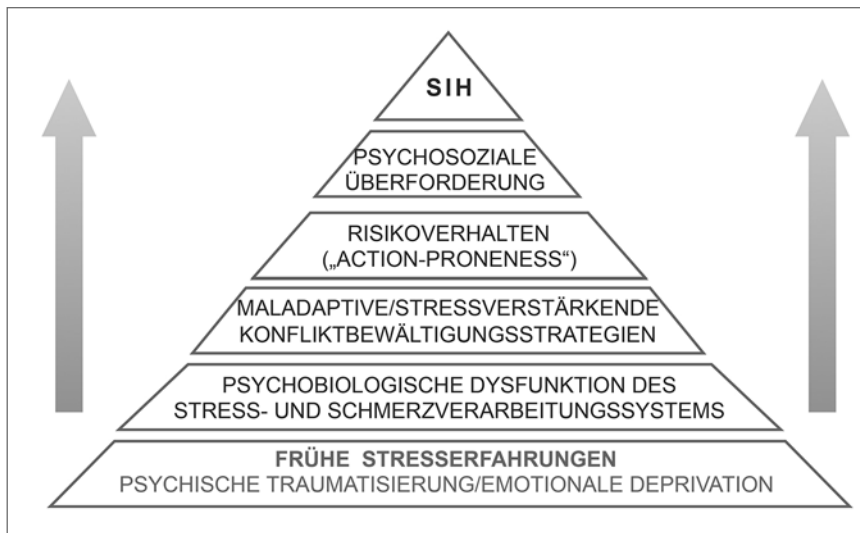 SIH
PSYCHOSOZIALE
ÜBERFORDERUNG
RISIKOVERHALTEN
(„ACTION-PRONENESS“)
MALADAPTIVE/STRESSVERSTÄRKENDE
KONFLIKTBEWÄLTIGUNGSSTRATEGIEN
PSYCHOBIOLOGISCHE DYSFUNKTION DES
STRESS- UND SCHMERZVERARBEITUNGSSYSTEMS
FRÜHE STRESSERFAHRUNGEN
PSYCHISCHE TRAUMATISIERUNG/EMOTIONALE DEPRIVATION